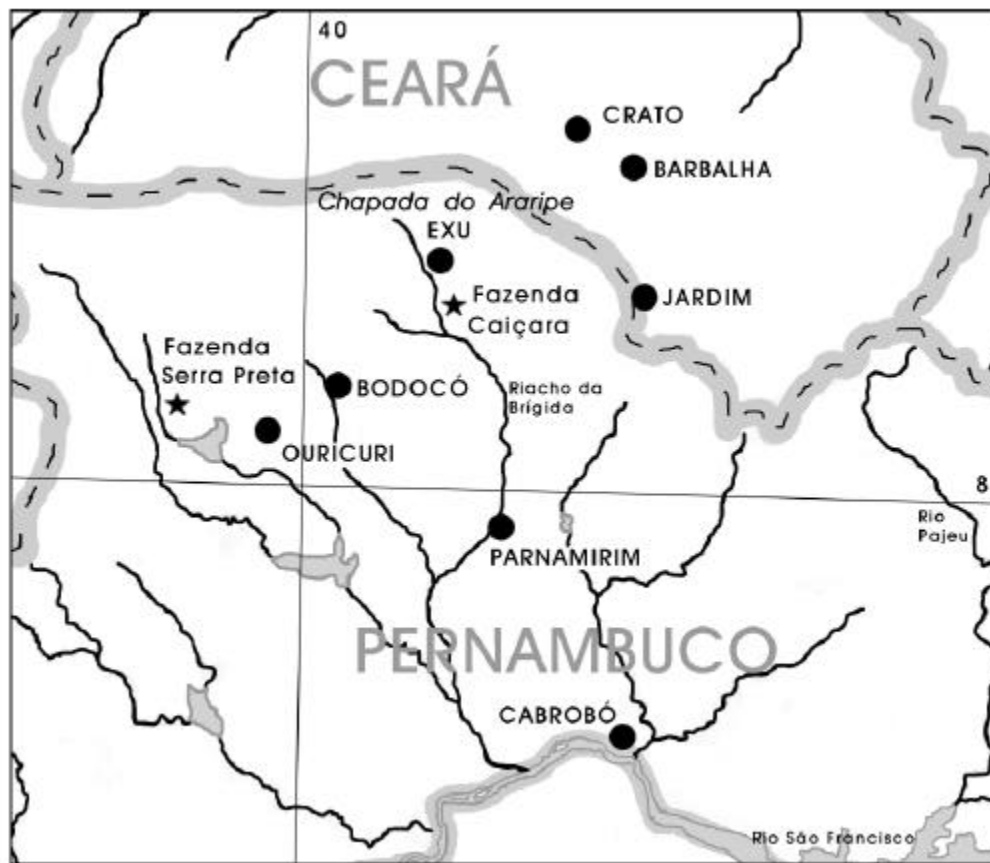 40
CEARÁ
CRATO
BARBALHA
Chapada do Araripe
EXU
Fazenda
Caiçara
JARDIM
Fazenda
Serra Preta
BODOCÓ
Riacho da
Brígida
OURICURI
8
Rio
Pajeu
PARNAMIRIM
PERNAMBUCO
CABROBÓ
Rio São Francisco